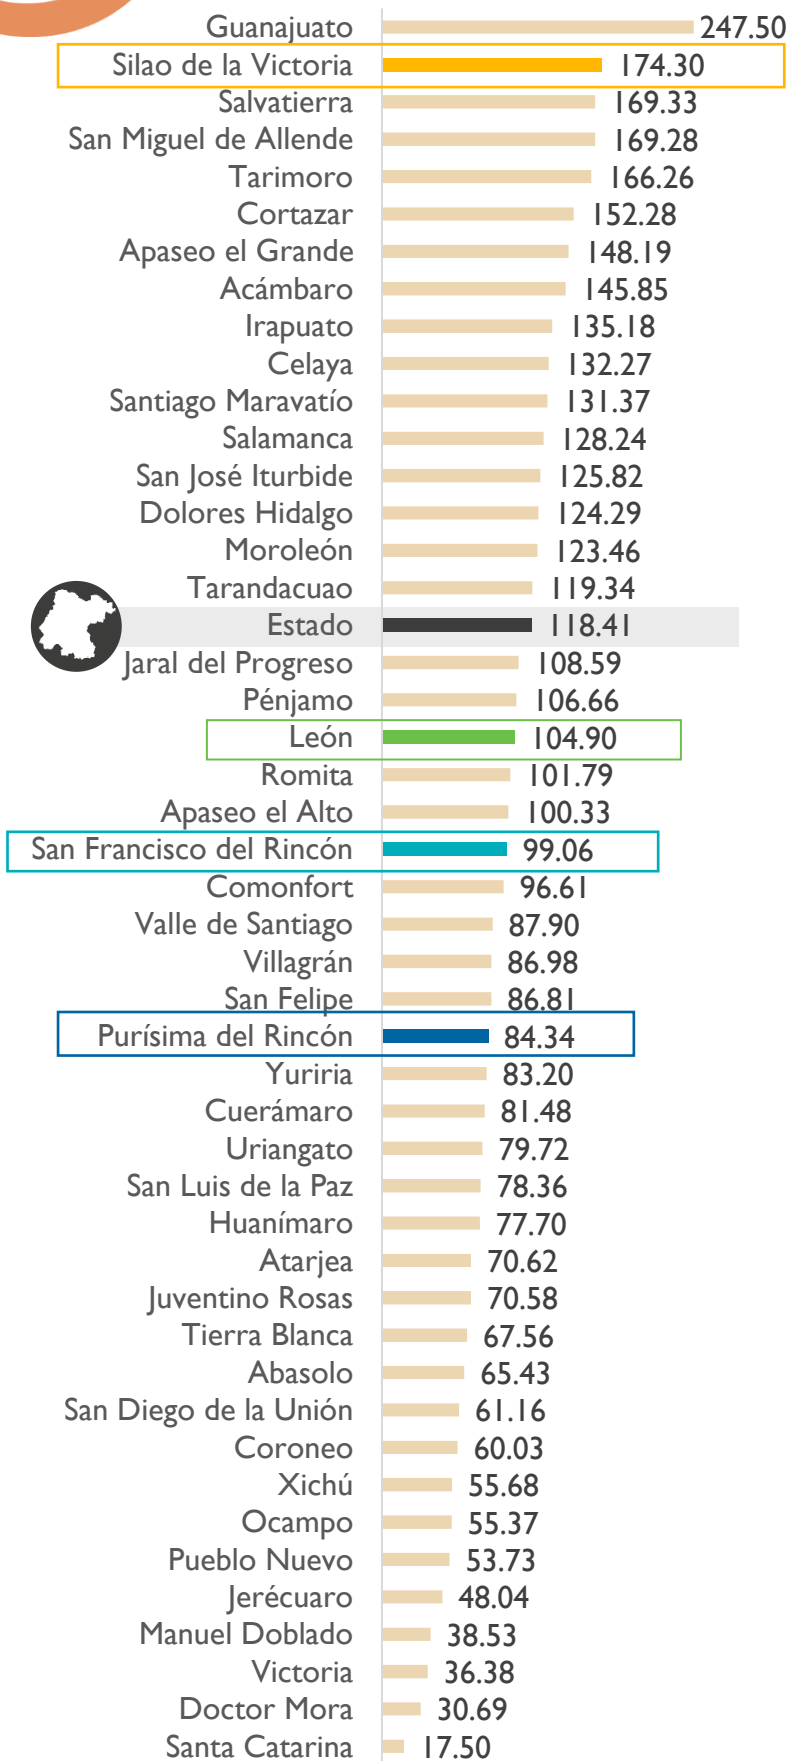 Guanajuato 247.50
Silao de la Victoria 174.30
Salvatierra 169.33
San Miguel de Allende 169.28
Tarimoro 166.26
Cortazar 152.28
Apaseo el Grande 148.19
Acámbaro 145.85
Irapuato 135.18
Celaya 132.27
Santiago Maravatío 131.37
Salamanca 128.24
San José Iturbide 125.82
Dolores Hidalgo 124.29
Moroleón 123.46
Tarandacuao 119.34
Estado 118.41
Jaral del Progreso 108.59
Pénjamo 106.66
León 104.90
Romita 101.79
Apaseo el Alto 100.33
San Francisco del Rincón 99.06
Comonfort 96.61
Valle de Santiago 87.90
Villagrán 86.98
San Felipe 86.81
Purísima del Rincón 84.34
Yuriria 83.20
Cuerámaro 81.48
Uriangato 79.72
San Luis de la Paz 78.36
Huanímaro 77.70
Atarjea 70.62
Juventino Rosas 70.58
Tierra Blanca 67.56
Abasolo 65.43
San Diego de la Unión 61.16
Coroneo 60.03
Xichú 55.68
Ocampo 55.37
Pueblo Nuevo 53.73
Jerécuaro 48.04
Manuel Doblado 38.53
Victoria 36.38
Doctor Mora 30.69
Santa Catarina 17.50